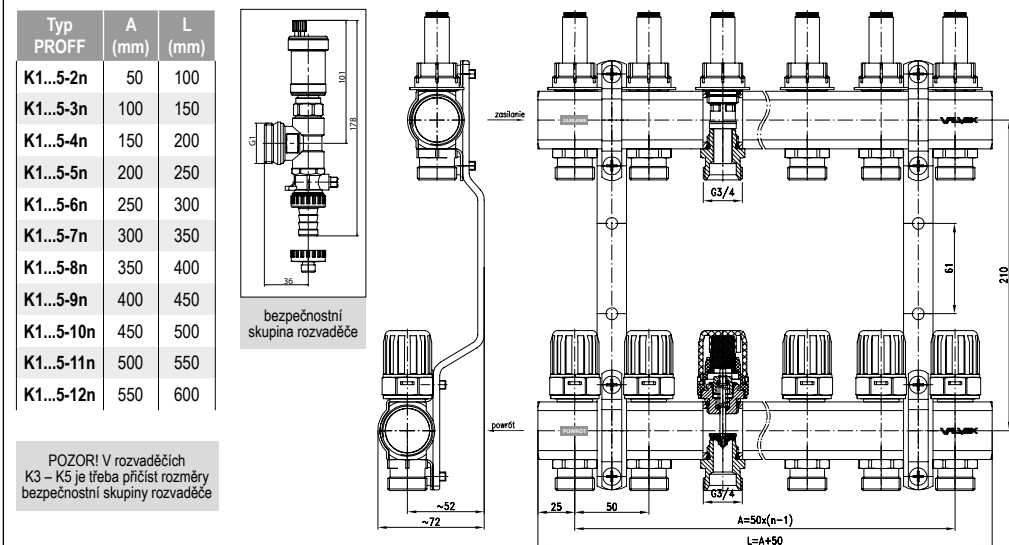 Typ PROFF A (mm) L (mm)
K1...5-2n 50 100
K1...5-3n 100 150
K1...5-4n 150 200
K1...5-5n 200 250
K1...5-6n 250 300
K1...5-7n 300 350
K1...5-8n 350 400
K1...5-9n 400 450
K1...5-10n 450 500
K1...5-11n 500 550
K1...5-12n 550 600
POZOR! V rozvaděčích
K3 – K5 je třeba přičíst rozměry
bezpečnostní skupiny rozvaděče
101
178
G1
36
bezpečnostní
skupina rozvaděče
~52
~72
zasilanie
ZASILANIE
VALVEX
G3/4
61
210
powrót
POWRÓT
VALVEX
G3/4
25
50
A=50x(n-1)
L=A+50